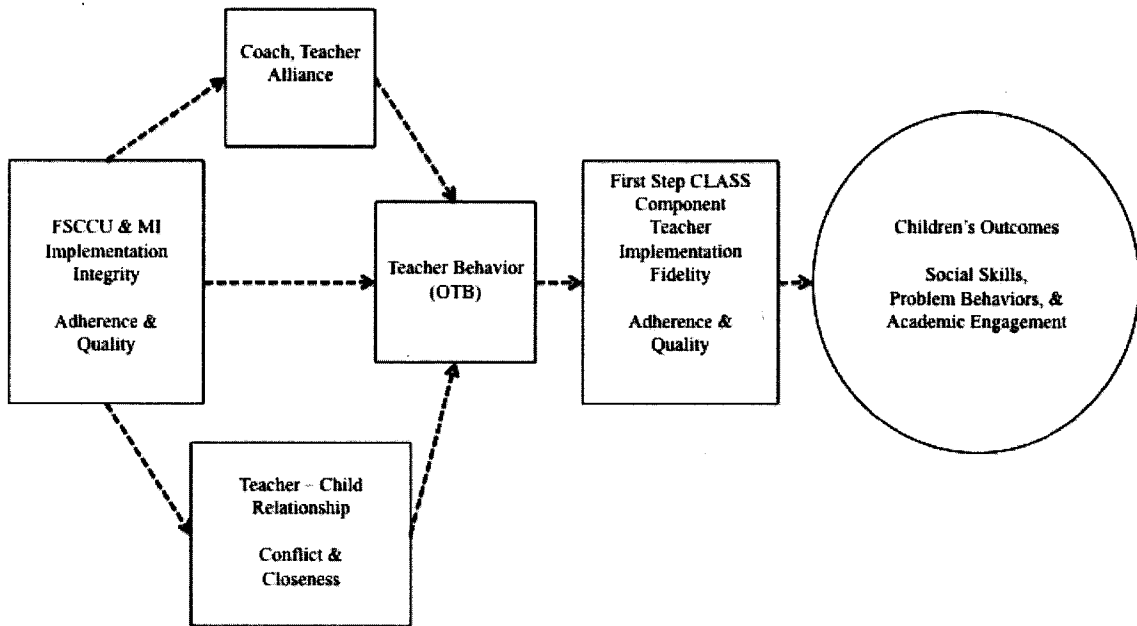 Coach, Teacher
Alliance
FSCCU & MI
Implementation
Integrity
Adherence &
Quality
Teacher Behavior
(OTB)
First Step CLASS
Component
Teacher
Implementation
Fidelity
Adherence &
Quality
Children's Outcomes
Social Skills,
Problem Behaviors, &
Academic Engagement
Teacher – Child
Relationship
Conflict &
Closeness